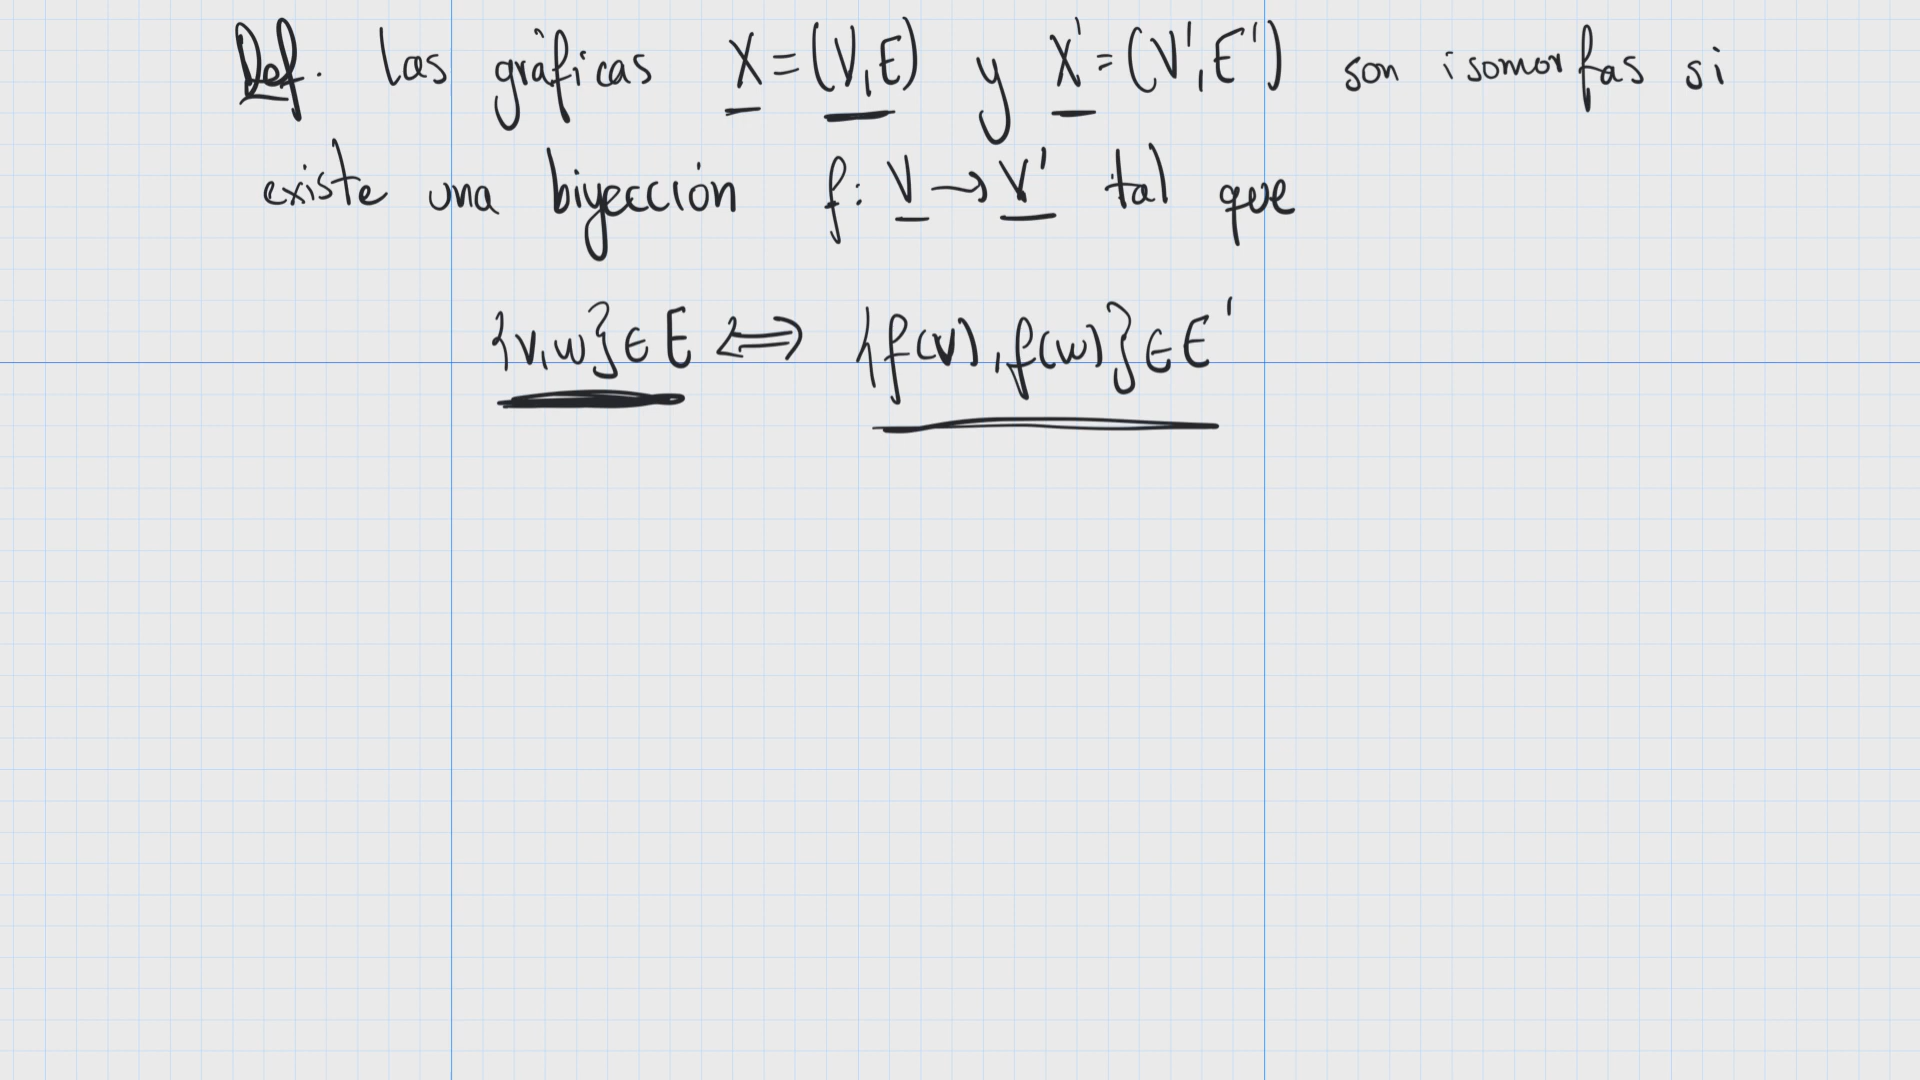 Def. Las gráficas X = (V, E) y X' = (V', E') son isomorfas si
existe una biyección f: V → V' tal que
{v, w} ∈ E ⟺ {f(v), f(w)} ∈ E'